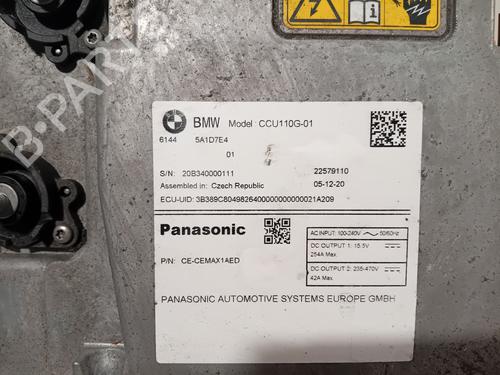 BMW Model : CCU110G-01
6144 5A1D7E4
01
S/N: 20B340000111 22579110
Assembled in: Czech Republic 05-12-20
ECU-UID: 3B389C8049826400000000000021A209
Panasonic
P/N: CE-CEMAX1AED
AC INPUT: 100-240V 50/60Hz
DC OUTPUT 1: 15.5V
254A Max.
DC OUTPUT 2: 235-470V
42A Max.
PANASONIC AUTOMOTIVE SYSTEMS EUROPE GMBH
B-PARTS